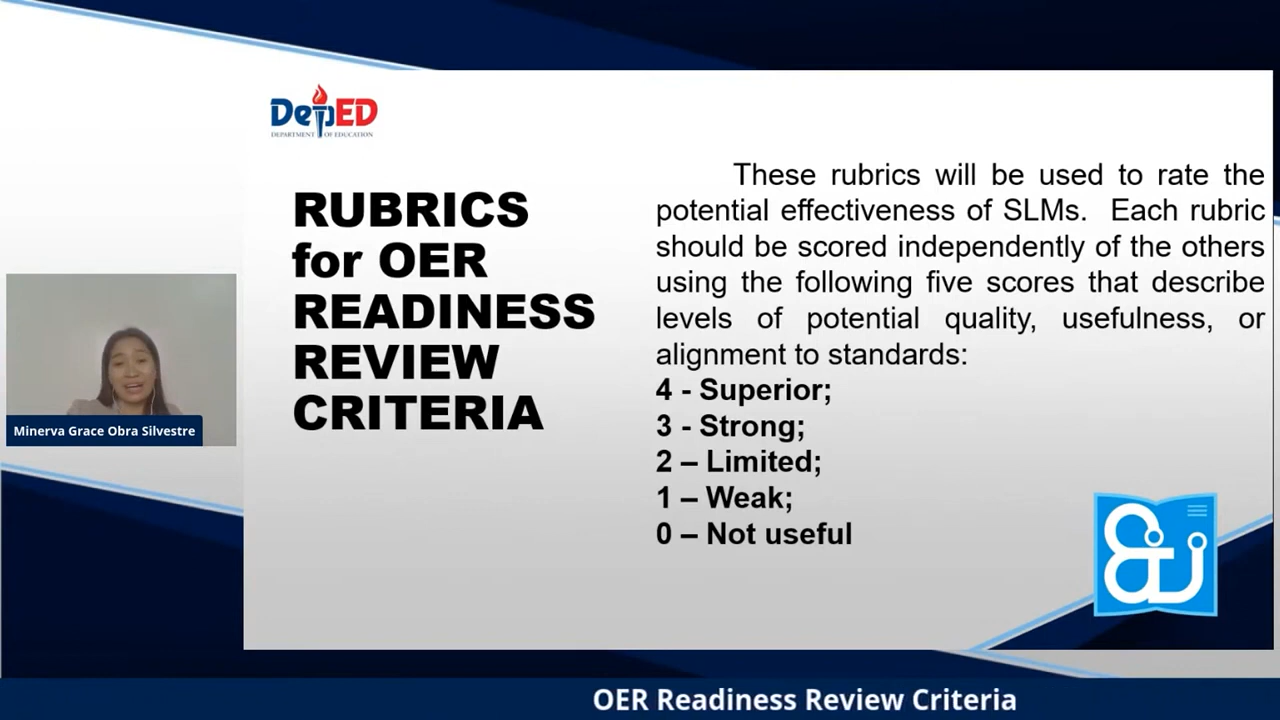 DepED
DEPARTMENT OF EDUCATION
RUBRICS
for OER
READINESS
REVIEW
CRITERIA
These rubrics will be used to rate the
potential effectiveness of SLMs. Each rubric
should be scored independently of the others
using the following five scores that describe
levels of potential quality, usefulness, or
alignment to standards:
4 - Superior;
3 - Strong;
2 – Limited;
1 – Weak;
0 – Not useful
Minerva Grace Obra Silvestre
OER Readiness Review Criteria